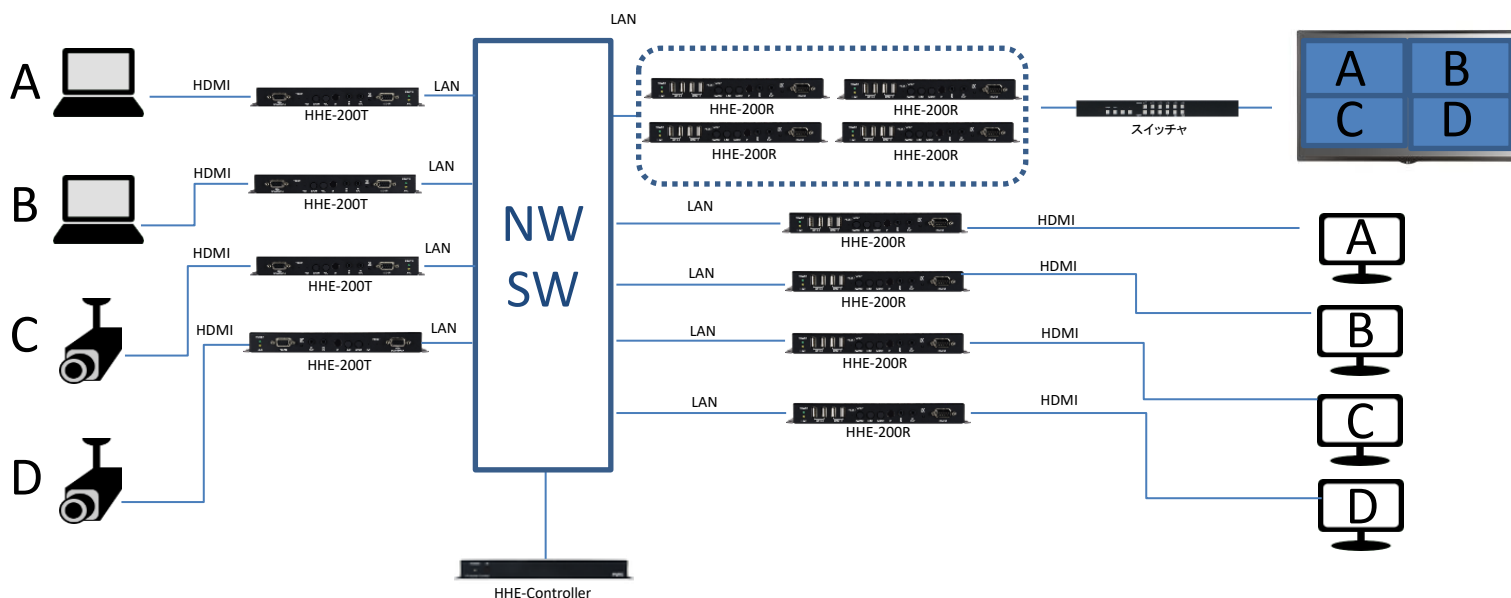 LAN
A
HDMI
HHE-200T
LAN
HHE-200R
HHE-200R
HHE-200R
HHE-200R
スイッチャ
A
B
C
D
B
HDMI
HHE-200T
LAN
NW
SW
LAN
HHE-200R
HDMI
A
C
HDMI
HHE-200T
LAN
LAN
HHE-200R
HDMI
B
HDMI
HHE-200T
LAN
LAN
HHE-200R
HDMI
C
D
LAN
HHE-200R
HDMI
D
HHE-Controller